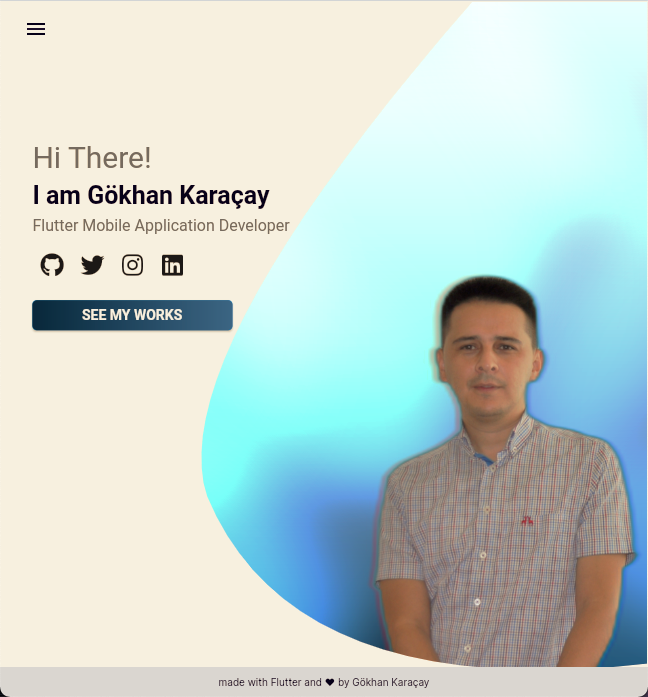 Hi There!
I am Gökhan Karaçay
Flutter Mobile Application Developer
SEE MY WORKS
made with Flutter and ♥ by Gökhan Karaçay